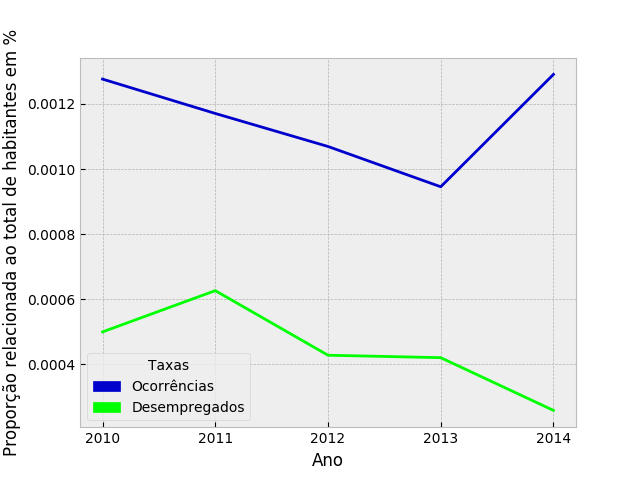 Proporção relacionada ao total de habitantes em %
0.0012
0.0010
0.0008
0.0006
0.0004
Taxas
Ocorrências
Desempregados
2010 2011 2012 2013 2014
Ano